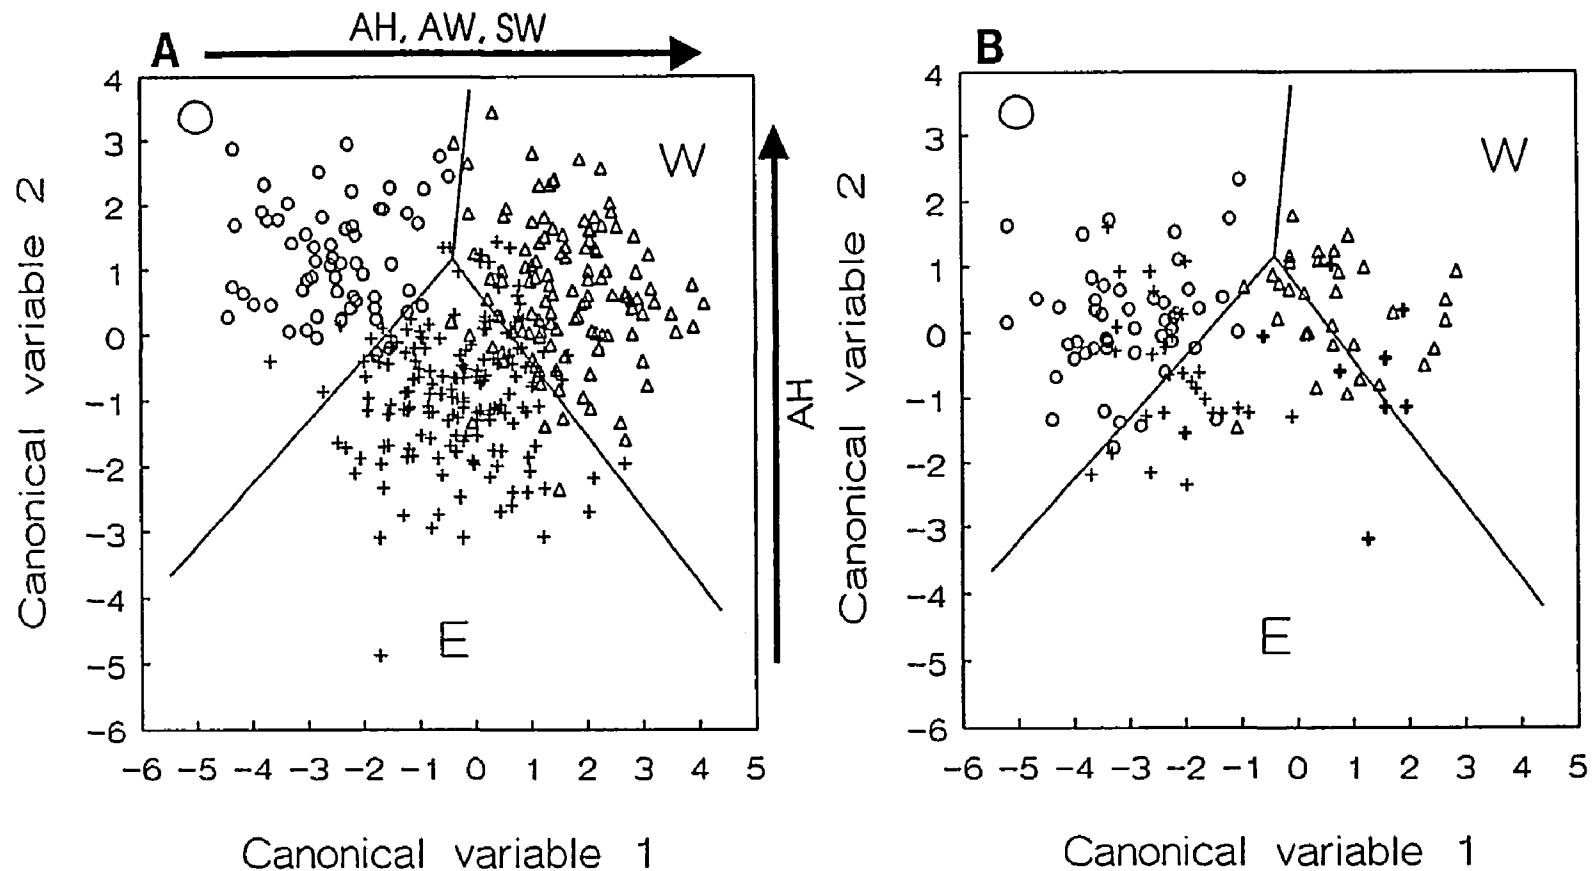 A
AH, AW, SW
4
3
2
1
0
−1
−2
−3
−4
−5
−6
Canonical variable 2
O
W
E
AH
−6 −5 −4 −3 −2 −1 0 1 2 3 4 5
Canonical variable 1
B
4
3
2
1
0
−1
−2
−3
−4
−5
−6
Canonical variable 2
O
W
E
−6 −5 −4 −3 −2 −1 0 1 2 3 4 5
Canonical variable 1